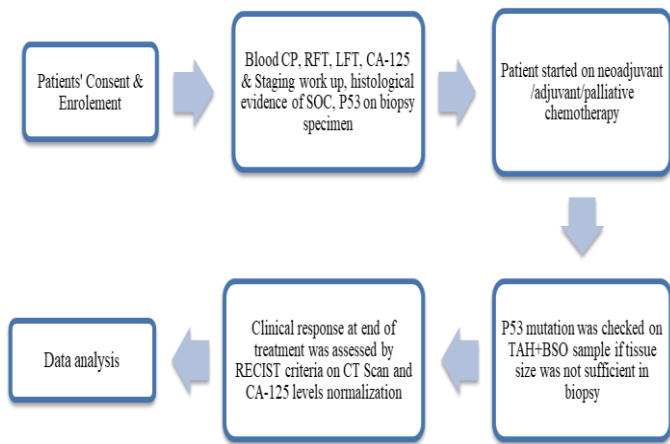 Patients' Consent &
Enrolement
Blood CP, RFT, LFT, CA-125
& Staging work up, histological
evidence of SOC, P53 on biopsy
specimen
Patient started on neoadjuvant
/adjuvant/palliative
chemotherapy
P53 mutation was checked on
TAH+BSO sample if tissue
size was not sufficient in
biopsy
Clinical response at end of
treatment was assessed by
RECIST criteria on CT Scan and
CA-125 levels normalization
Data analysis